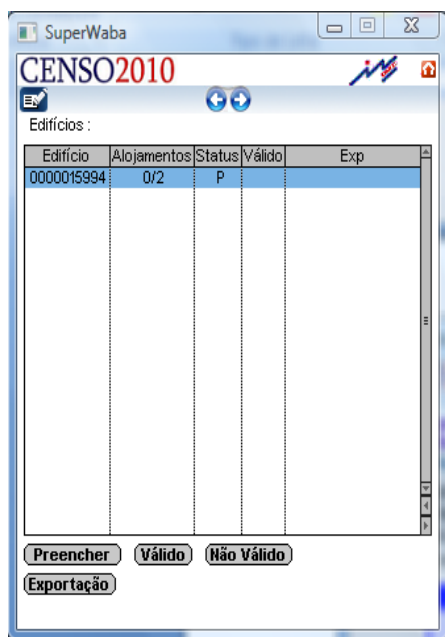 SuperWaba
CENSO2010
Edifícios :
Edifício Alojamentos Status Válido Exp
0000015994 0/2 P
Preencher Válido Não Válido
Exportação